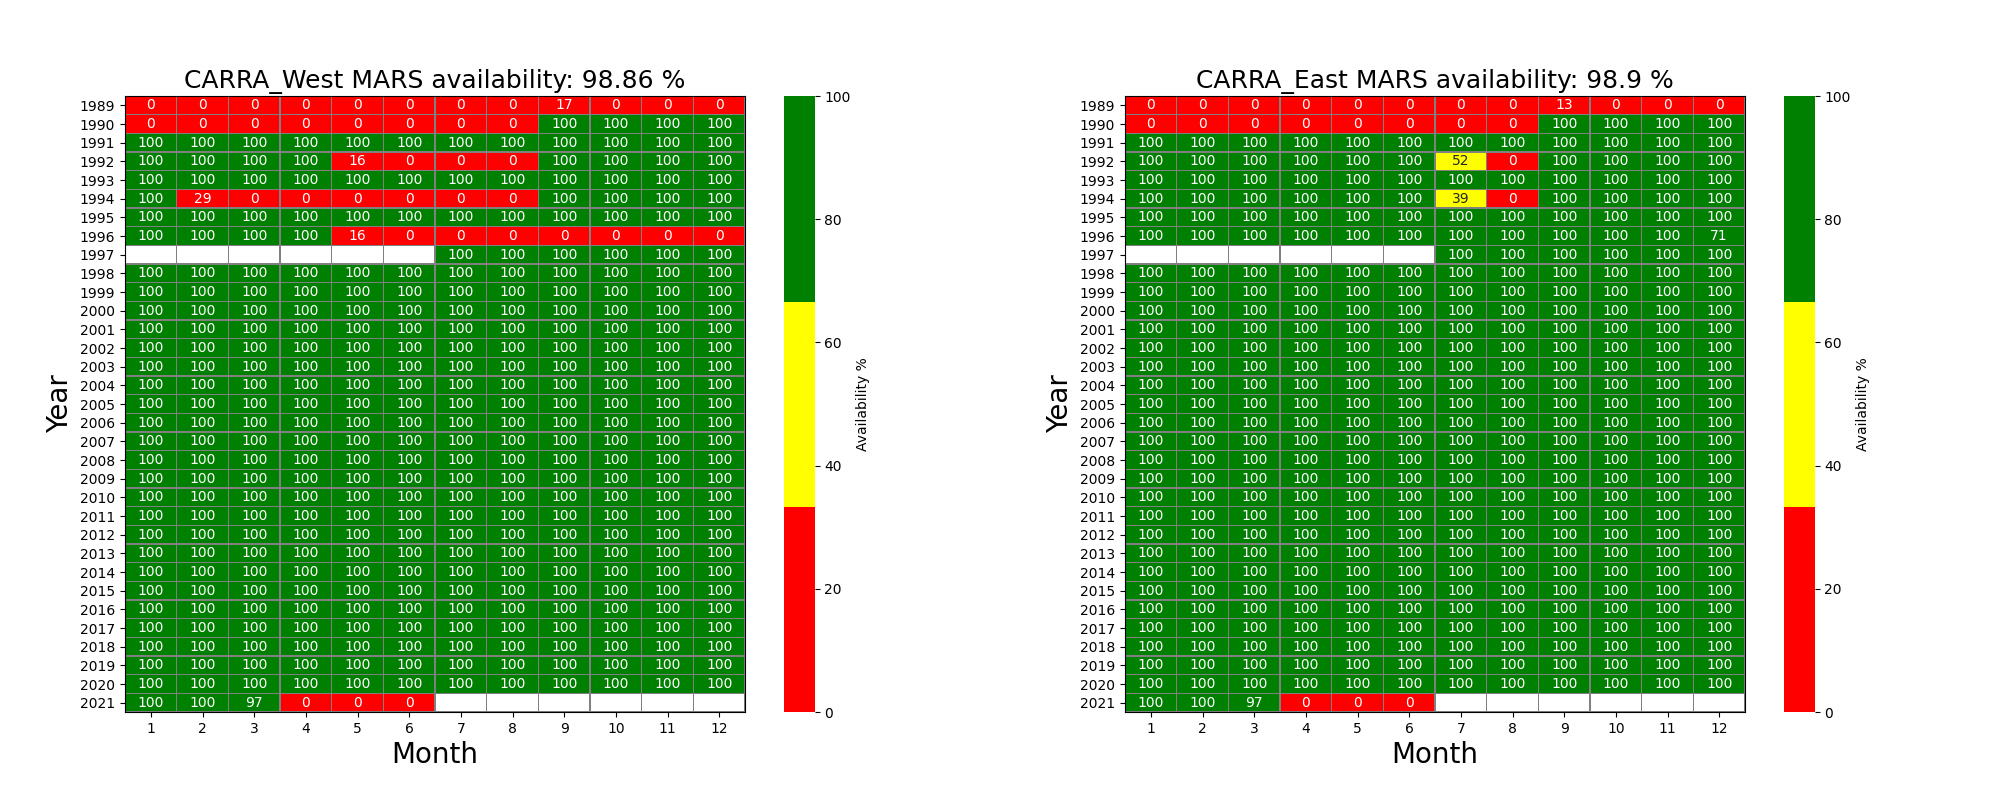 CARRA_West MARS availability: 98.86 %
1989 0 0 0 0 0 0 0 0 17 0 0 0
1990 0 0 0 0 0 0 0 0 100 100 100 100
1991 100 100 100 100 100 100 100 100 100 100 100 100
1992 100 100 100 100 16 0 0 0 100 100 100 100
1993 100 100 100 100 100 100 100 100 100 100 100 100
1994 100 29 0 0 0 0 0 0 100 100 100 100
1995 100 100 100 100 100 100 100 100 100 100 100 100
1996 100 100 100 100 16 0 0 0 0 0 0 0
1997 100 100 100 100 100 100
1998 100 100 100 100 100 100 100 100 100 100 100 100
1999 100 100 100 100 100 100 100 100 100 100 100 100
2000 100 100 100 100 100 100 100 100 100 100 100 100
2001 100 100 100 100 100 100 100 100 100 100 100 100
2002 100 100 100 100 100 100 100 100 100 100 100 100
2003 100 100 100 100 100 100 100 100 100 100 100 100
2004 100 100 100 100 100 100 100 100 100 100 100 100
2005 100 100 100 100 100 100 100 100 100 100 100 100
2006 100 100 100 100 100 100 100 100 100 100 100 100
2007 100 100 100 100 100 100 100 100 100 100 100 100
2008 100 100 100 100 100 100 100 100 100 100 100 100
2009 100 100 100 100 100 100 100 100 100 100 100 100
2010 100 100 100 100 100 100 100 100 100 100 100 100
2011 100 100 100 100 100 100 100 100 100 100 100 100
2012 100 100 100 100 100 100 100 100 100 100 100 100
2013 100 100 100 100 100 100 100 100 100 100 100 100
2014 100 100 100 100 100 100 100 100 100 100 100 100
2015 100 100 100 100 100 100 100 100 100 100 100 100
2016 100 100 100 100 100 100 100 100 100 100 100 100
2017 100 100 100 100 100 100 100 100 100 100 100 100
2018 100 100 100 100 100 100 100 100 100 100 100 100
2019 100 100 100 100 100 100 100 100 100 100 100 100
2020 100 100 100 100 100 100 100 100 100 100 100 100
2021 100 100 97 0 0 0
1 2 3 4 5 6 7 8 9 10 11 12
Month
Year
100
80
60
40
20
0
Availability %
CARRA_East MARS availability: 98.9 %
1989 0 0 0 0 0 0 0 0 13 0 0 0
1990 0 0 0 0 0 0 0 0 100 100 100 100
1991 100 100 100 100 100 100 100 100 100 100 100 100
1992 100 100 100 100 100 100 52 0 100 100 100 100
1993 100 100 100 100 100 100 100 100 100 100 100 100
1994 100 100 100 100 100 100 39 0 100 100 100 100
1995 100 100 100 100 100 100 100 100 100 100 100 100
1996 100 100 100 100 100 100 100 100 100 100 100 71
1997 100 100 100 100 100 100
1998 100 100 100 100 100 100 100 100 100 100 100 100
1999 100 100 100 100 100 100 100 100 100 100 100 100
2000 100 100 100 100 100 100 100 100 100 100 100 100
2001 100 100 100 100 100 100 100 100 100 100 100 100
2002 100 100 100 100 100 100 100 100 100 100 100 100
2003 100 100 100 100 100 100 100 100 100 100 100 100
2004 100 100 100 100 100 100 100 100 100 100 100 100
2005 100 100 100 100 100 100 100 100 100 100 100 100
2006 100 100 100 100 100 100 100 100 100 100 100 100
2007 100 100 100 100 100 100 100 100 100 100 100 100
2008 100 100 100 100 100 100 100 100 100 100 100 100
2009 100 100 100 100 100 100 100 100 100 100 100 100
2010 100 100 100 100 100 100 100 100 100 100 100 100
2011 100 100 100 100 100 100 100 100 100 100 100 100
2012 100 100 100 100 100 100 100 100 100 100 100 100
2013 100 100 100 100 100 100 100 100 100 100 100 100
2014 100 100 100 100 100 100 100 100 100 100 100 100
2015 100 100 100 100 100 100 100 100 100 100 100 100
2016 100 100 100 100 100 100 100 100 100 100 100 100
2017 100 100 100 100 100 100 100 100 100 100 100 100
2018 100 100 100 100 100 100 100 100 100 100 100 100
2019 100 100 100 100 100 100 100 100 100 100 100 100
2020 100 100 100 100 100 100 100 100 100 100 100 100
2021 100 100 97 0 0 0
1 2 3 4 5 6 7 8 9 10 11 12
Month
Year
100
80
60
40
20
0
Availability %